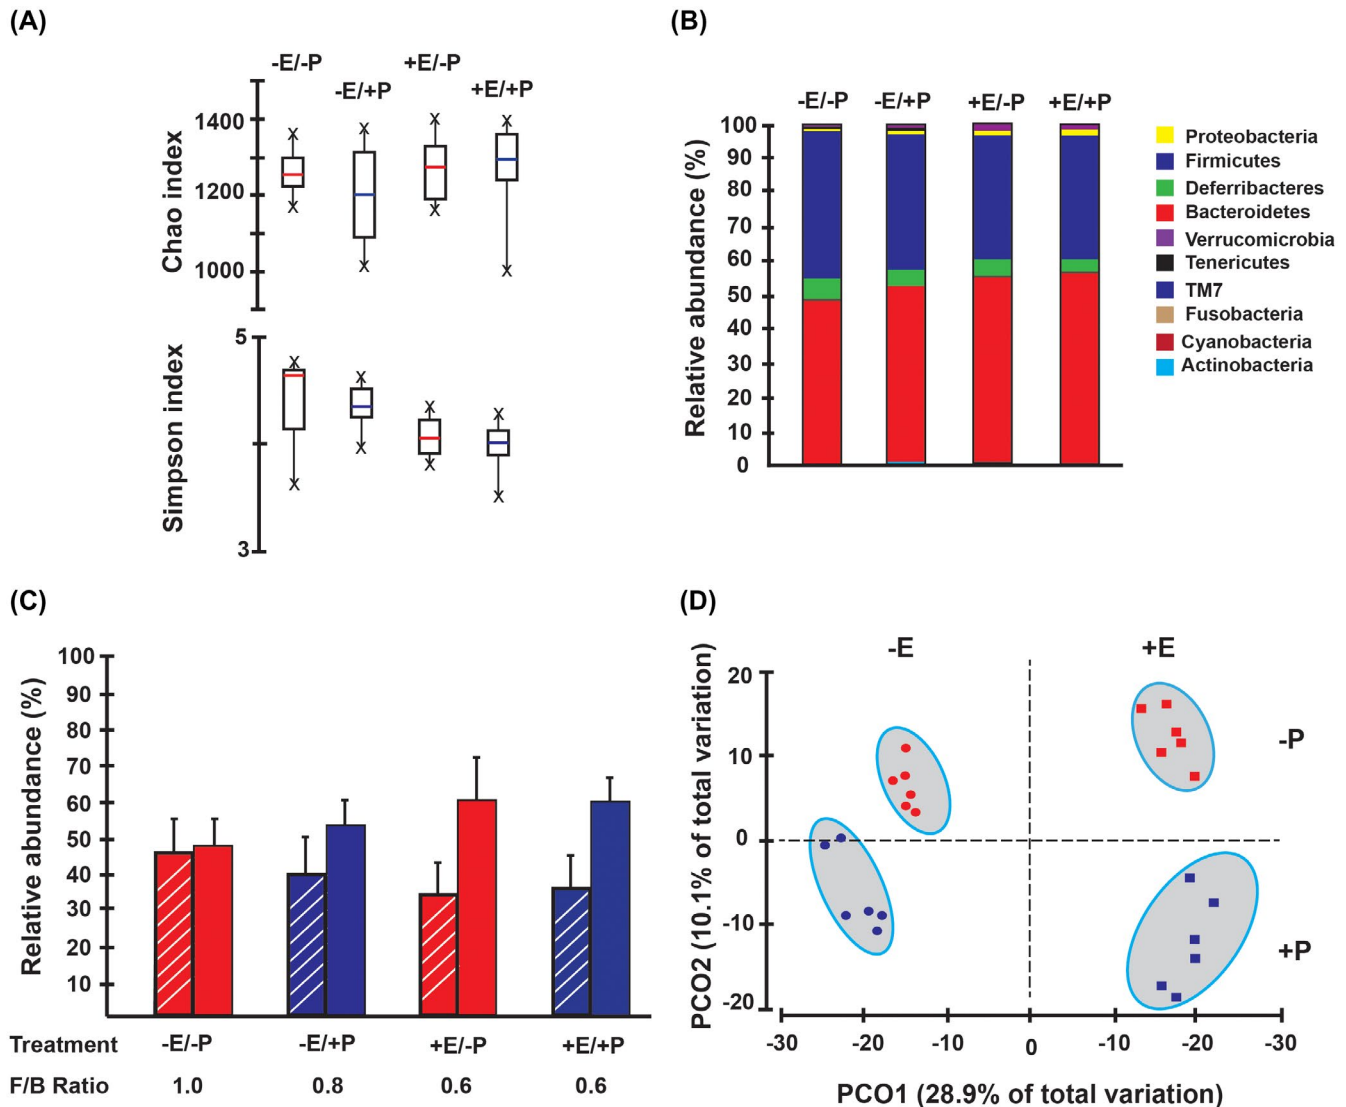 (A)
-E/-P
-E/+P
+E/-P
+E/+P
Chao index
1400
1200
1000
X X X X
X X X X
Simpson index
5
3
X X X X
X X X X
(B)
-E/-P
-E/+P
+E/-P
+E/+P
Relative abundance (%)
100
90
80
70
60
50
40
30
20
10
0
Proteobacteria
Firmicutes
Deferribacteres
Bacteroidetes
Verrucomicrobia
Tenericutes
TM7
Fusobacteria
Cyanobacteria
Actinobacteria
(C)
Relative abundance (%)
100
90
80
70
60
50
40
30
20
10
Treatment -E/-P -E/+P +E/-P +E/+P
F/B Ratio 1.0 0.8 0.6 0.6
(D)
-E
+E
-P
+P
PCO2 (10.1% of total variation)
20
10
0
-10
-20
-30 -20 -10 0 -10 -20 -30
PCO1 (28.9% of total variation)